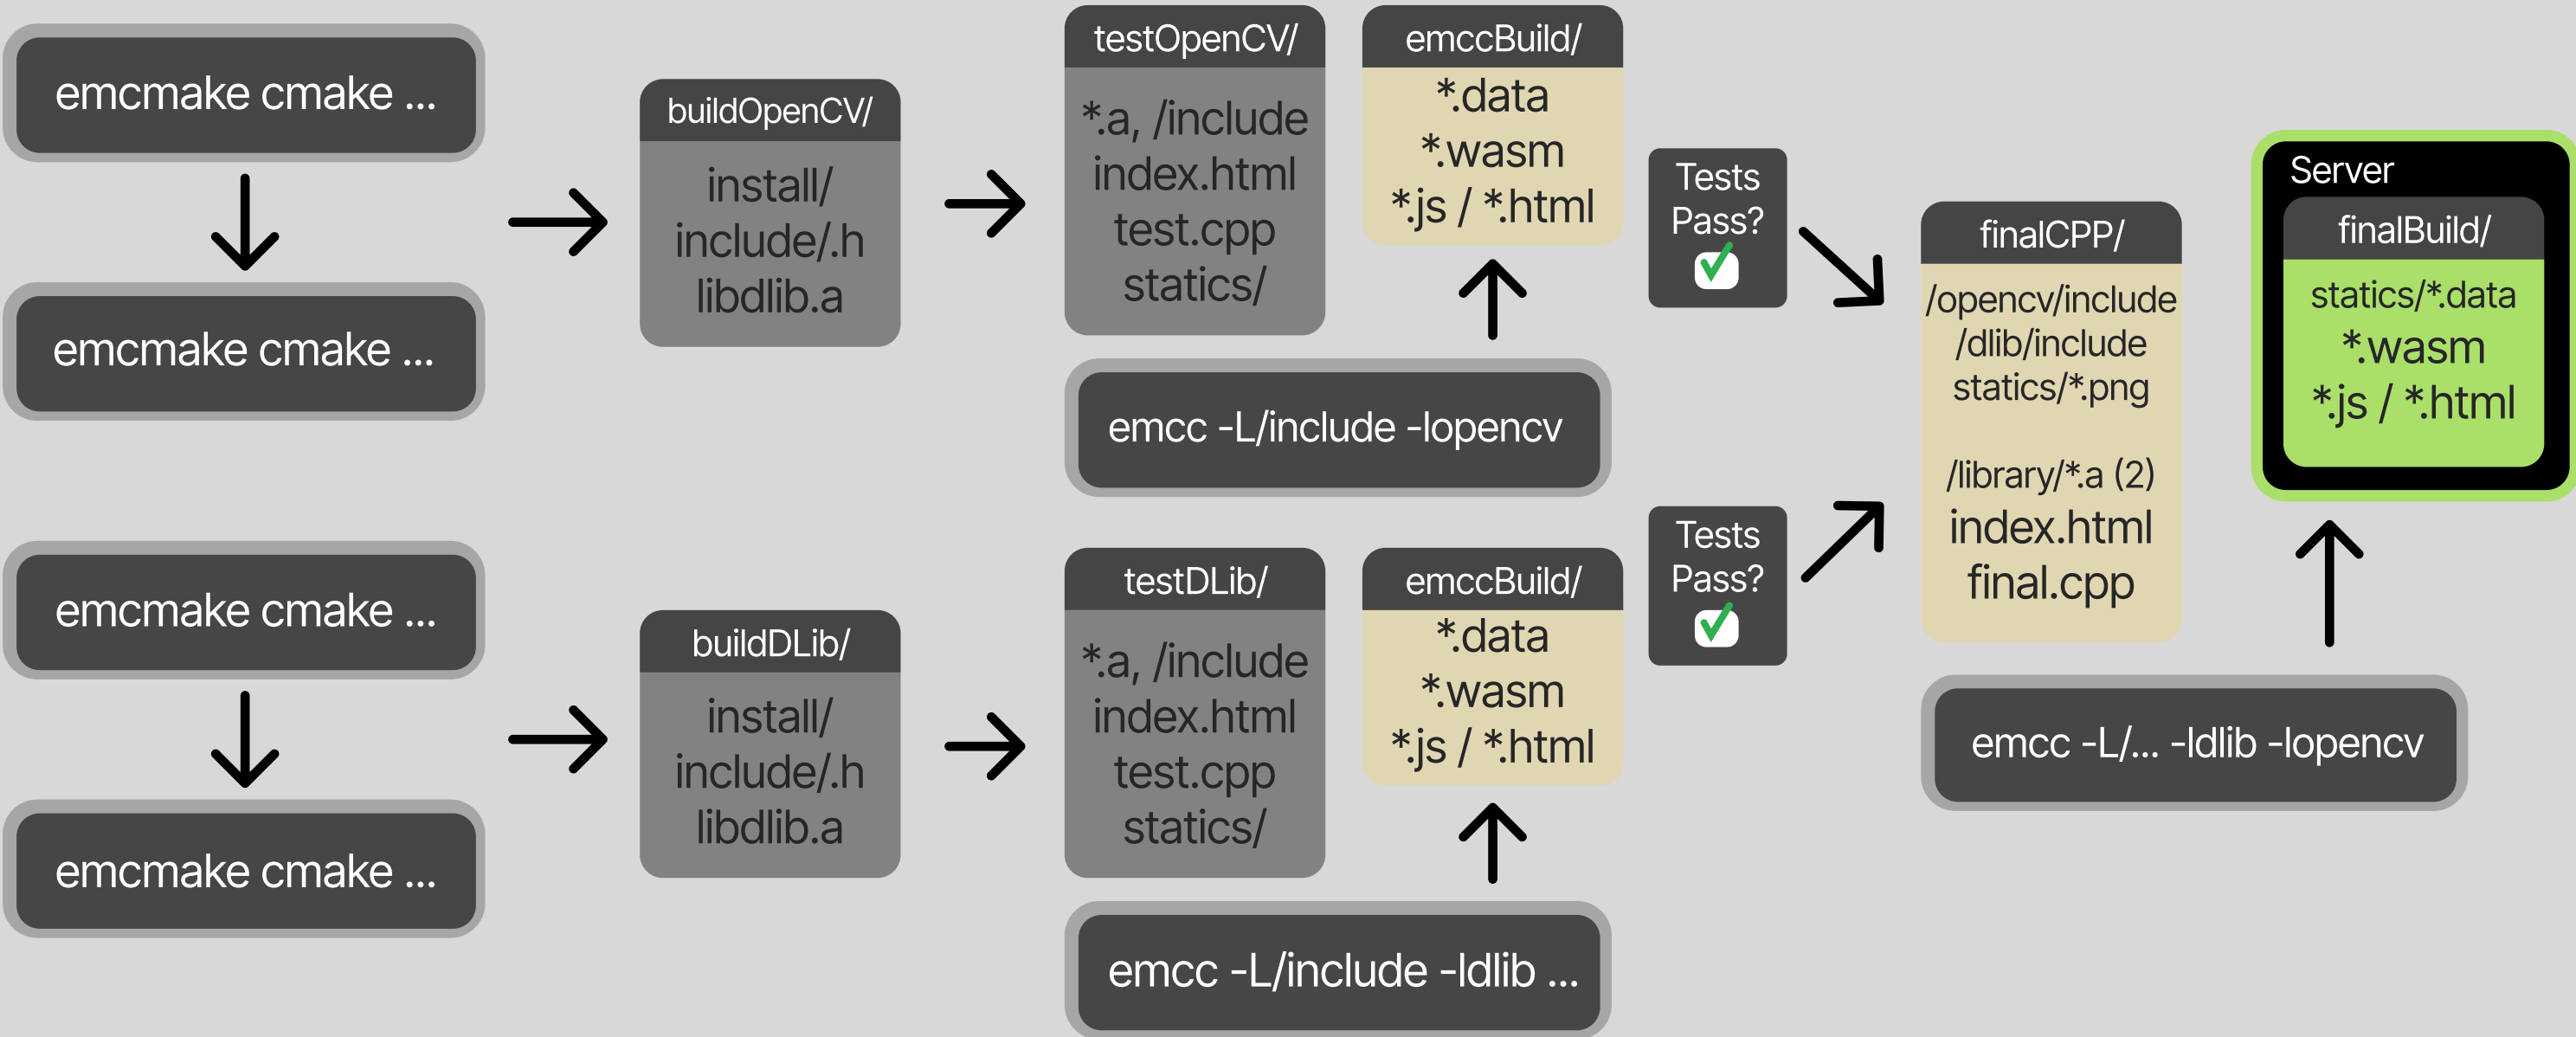 emcmake cmake ...
emcmake cmake ...
buildOpenCV/
install/
include/.h
libdlib.a
testOpenCV/
*.a, /include
index.html
test.cpp
statics/
emccBuild/
*.data
*.wasm
*.js / *.html
emcc -L/include -lopencv
Tests
Pass?
emcmake cmake ...
emcmake cmake ...
buildDLib/
install/
include/.h
libdlib.a
testDLib/
*.a, /include
index.html
test.cpp
statics/
emccBuild/
*.data
*.wasm
*.js / *.html
emcc -L/include -ldlib ...
Tests
Pass?
finalCPP/
/opencv/include
/dlib/include
statics/*.png
/library/*.a (2)
index.html
final.cpp
emcc -L/... -ldlib -lopencv
Server
finalBuild/
statics/*.data
*.wasm
*.js / *.html